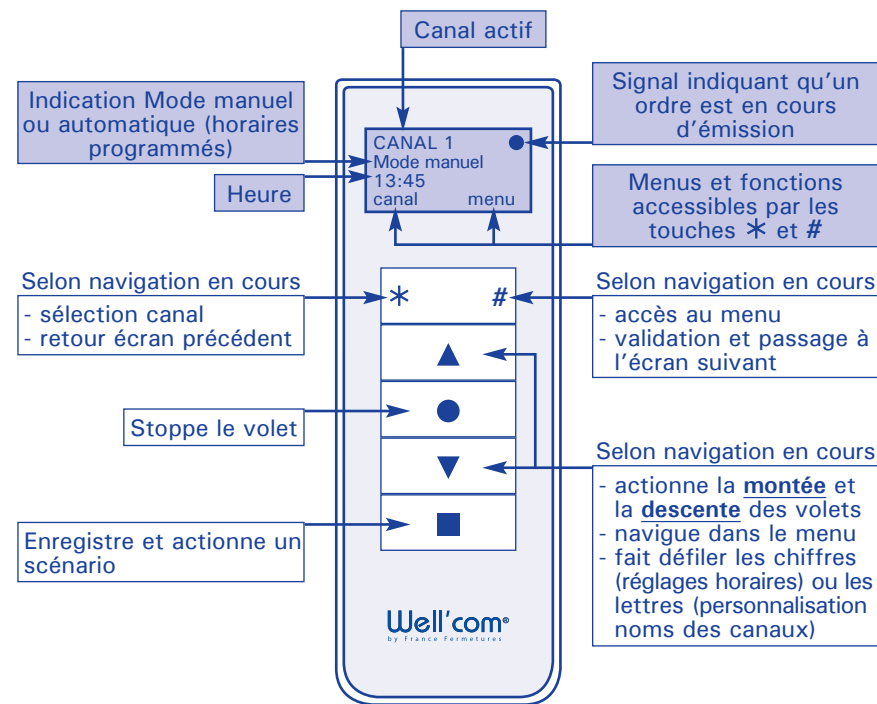 Canal actif
Indication Mode manuel
ou automatique (horaires
programmés)
Signal indiquant qu'un
ordre est en cours
d'émission
CANAL 1
Mode manuel
13:45
canal menu
Heure
Menus et fonctions
accessibles par les
touches * et #
Selon navigation en cours
- sélection canal
- retour écran précédent
* #
Selon navigation en cours
- accès au menu
- validation et passage à
l'écran suivant
Stoppe le volet
Selon navigation en cours
- actionne la montée et
la descente des volets
- navigue dans le menu
- fait défiler les chiffres
(réglages horaires) ou les
lettres (personnalisation
noms des canaux)
Enregistre et actionne un
scénario
Well'com®
by France Fermetures